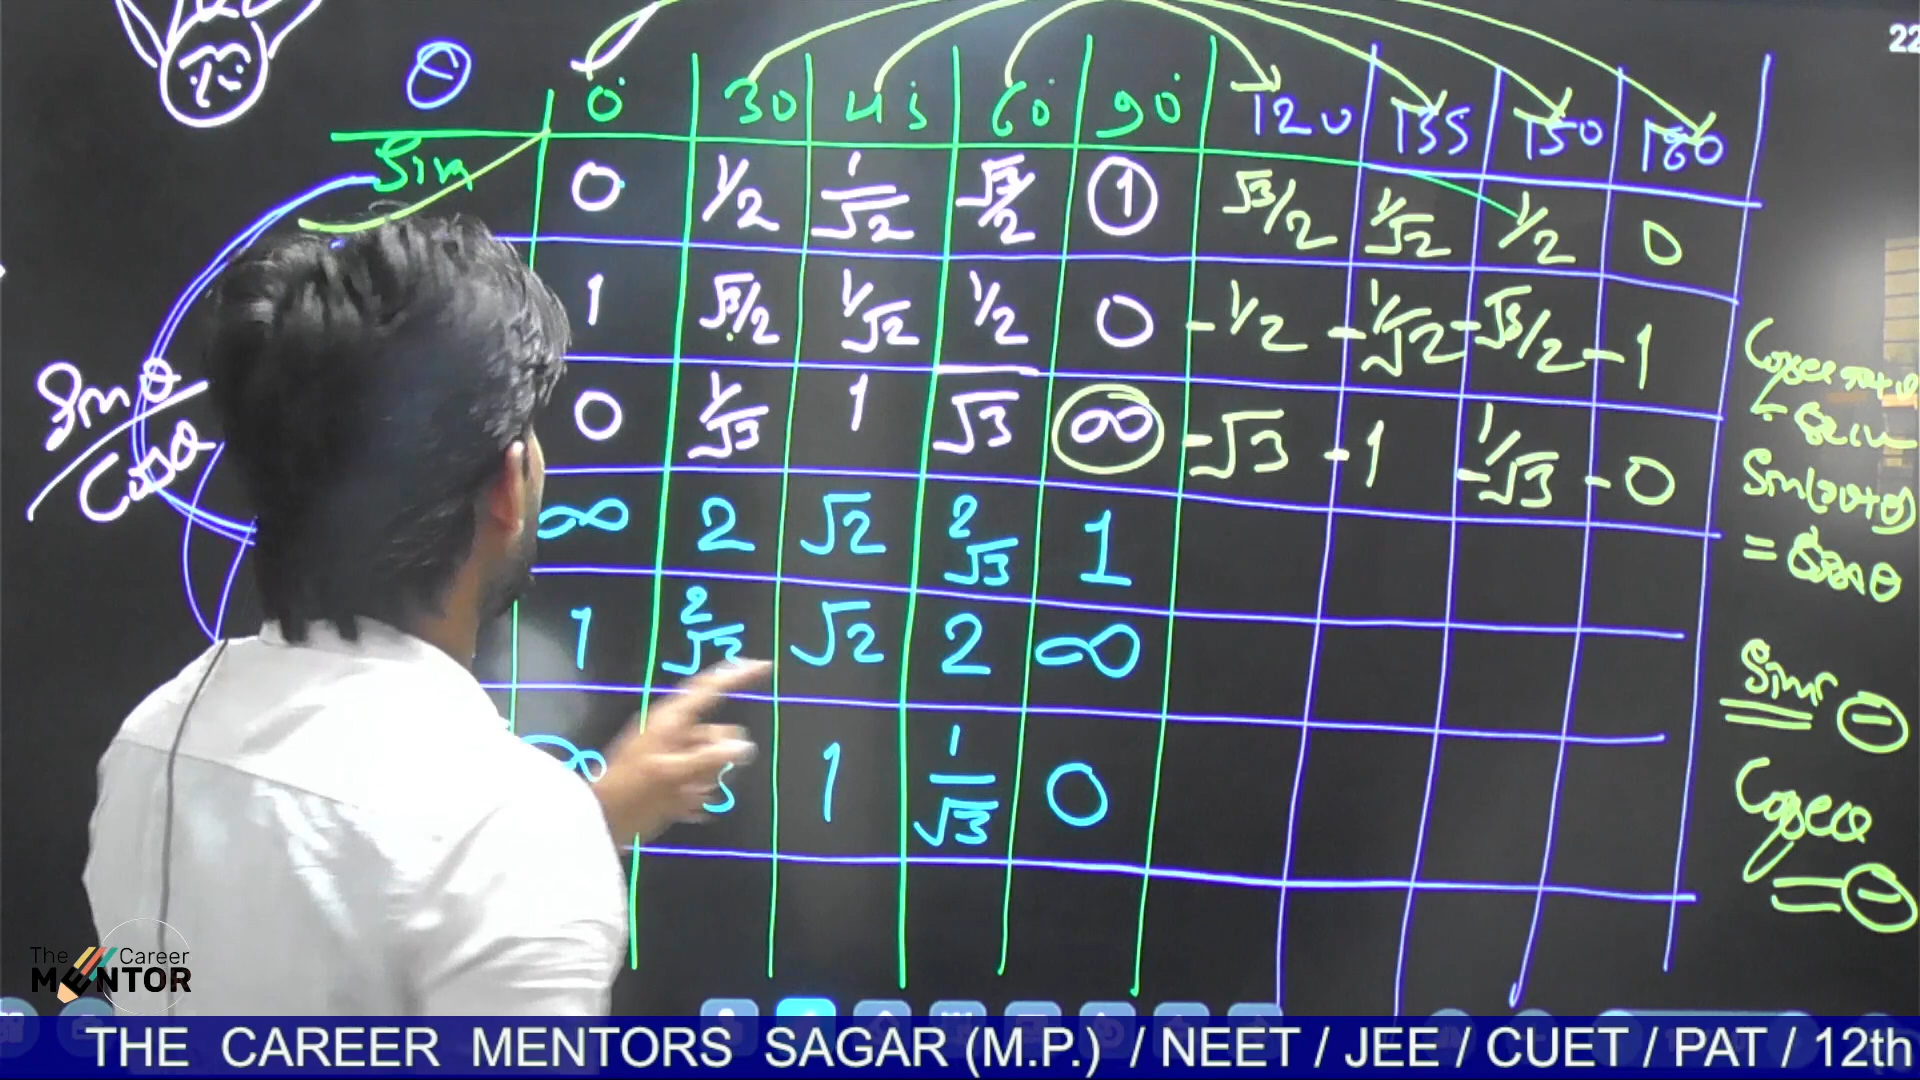 22
θ 0° 30 45 60° 90° 120 135 150 180
Sin 0 1/2 1/√2 √3/2 1 √3/2 1/√2 1/2 0
1 √3/2 1/√2 1/2 0 -1/2 -1/√2 -√3/2 -1
0 1/√3 1 √3 ∞ -√3 -1 -1/√3 -0
Sin θ / Cos θ
∞ 2 √2 2/√3 1
1 √2 2 ∞
∞ 1 1/√3 0
= Cos θ
Sin ⊖
Cosec
= ⊖
The Career
MENTOR
THE CAREER MENTORS SAGAR (M.P.) / NEET / JEE / CUET / PAT / 12th